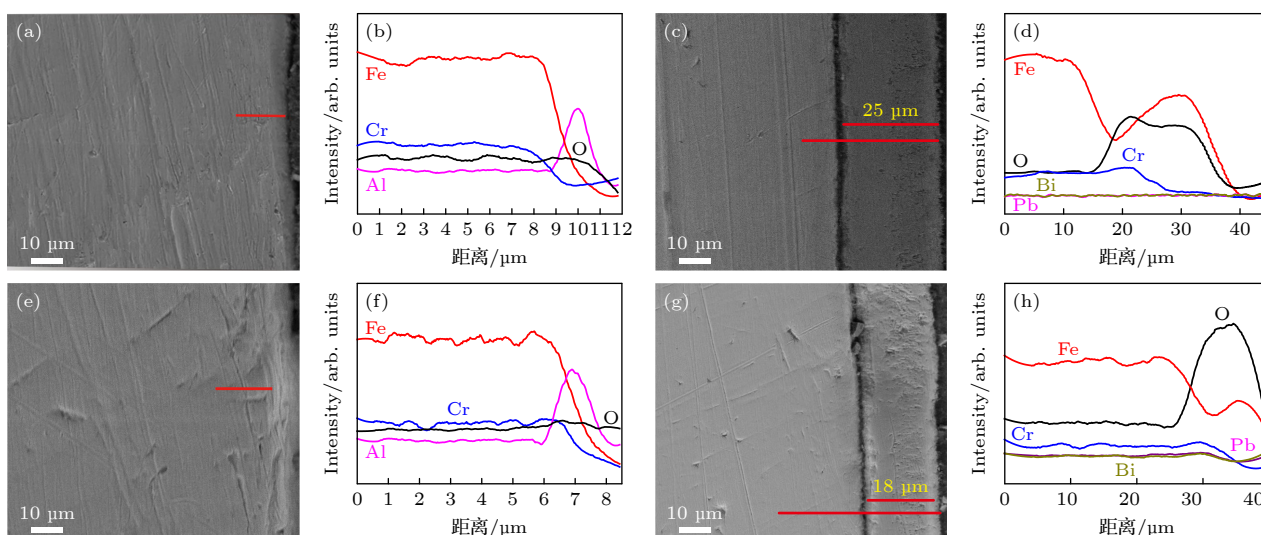 (a)
10 µm
(b)
Intensity/arb. units
Fe
Cr
O
Al
0 1 2 3 4 5 6 7 8 9 10 11 12
距离/µm
(c)
25 µm
10 µm
(d)
Intensity/arb. units
Fe
O
Cr
Bi
Pb
0 10 20 30 40
距离/µm
(e)
10 µm
(f)
Intensity/arb. units
Fe
Cr
O
Al
0 1 2 3 4 5 6 7 8
距离/µm
(g)
18 µm
10 µm
(h)
Intensity/arb. units
O
Fe
Cr
Pb
Bi
0 10 20 30 40
距离/µm